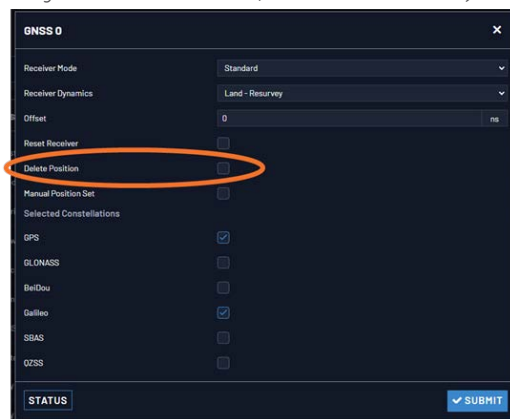 GNSS 0 ×
Receiver Mode Standard
Receiver Dynamics Land - Resurvey
Offset 0 ns
Reset Receiver
Delete Position
Manual Position Set
Selected Constellations
GPS
GLONASS
BeiDou
Galileo
SBAS
QZSS
STATUS SUBMIT